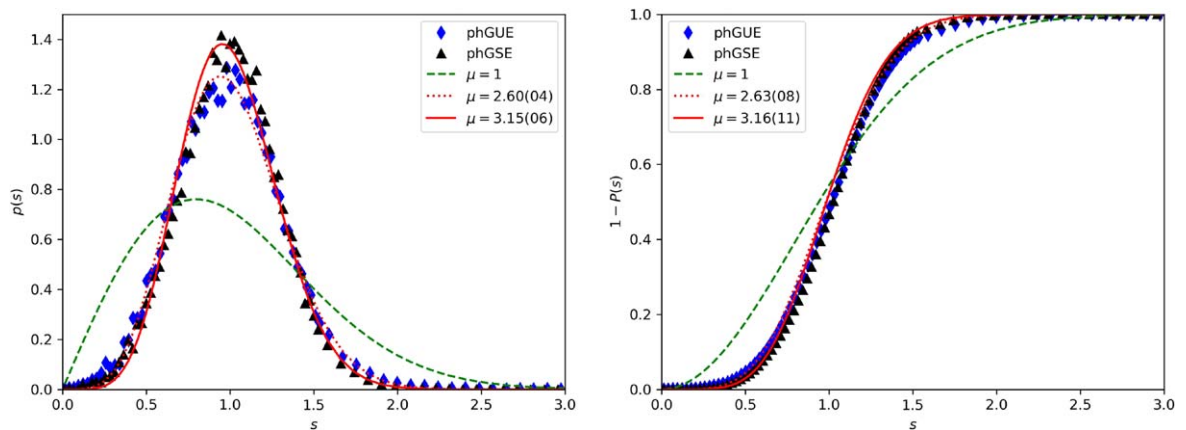 1.4
1.2
1.0
0.8
0.6
0.4
0.2
0.0
p(s)
0.0 0.5 1.0 1.5 2.0 2.5 3.0
s
phGUE
phGSE
μ = 1
μ = 2.60(04)
μ = 3.15(06)
1.0
0.8
0.6
0.4
0.2
0.0
1 − P(s)
0.0 0.5 1.0 1.5 2.0 2.5 3.0
s
phGUE
phGSE
μ = 1
μ = 2.63(08)
μ = 3.16(11)